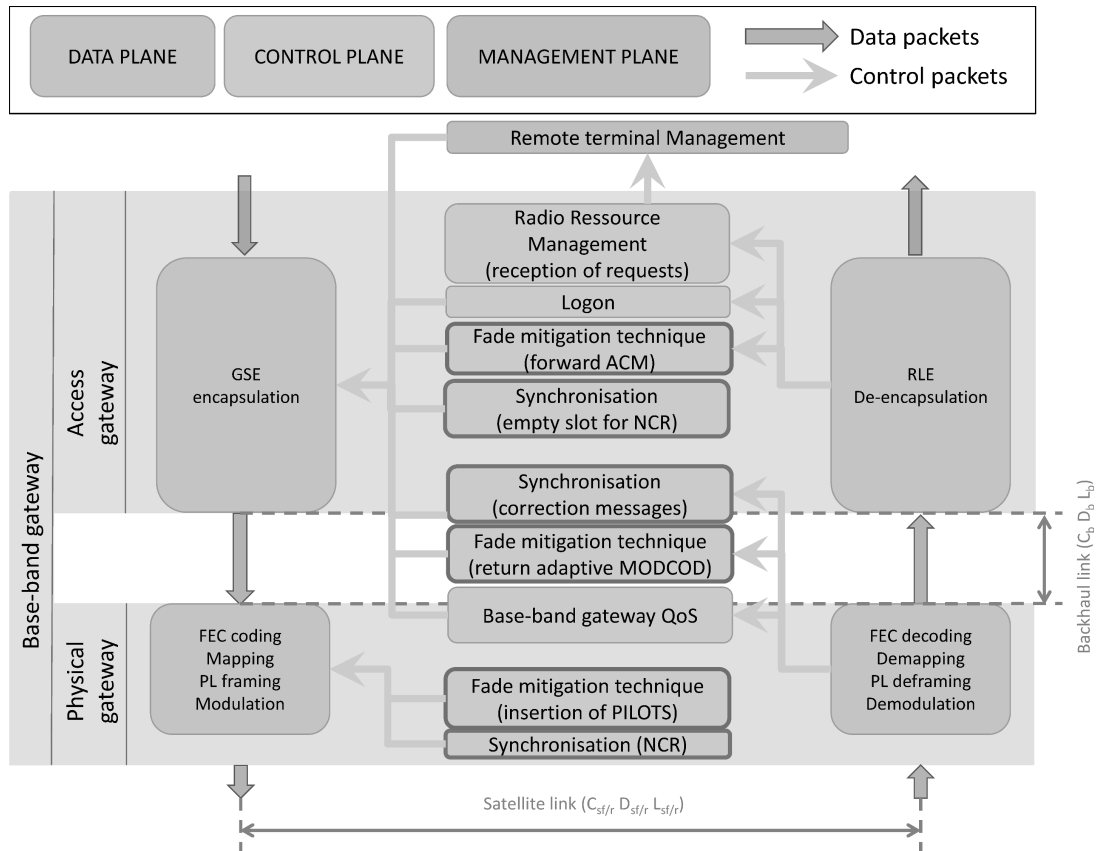 DATA PLANE
CONTROL PLANE
MANAGEMENT PLANE
Data packets
Control packets
Remote terminal Management
Radio Ressource
Management
(reception of requests)
Logon
Fade mitigation technique
(forward ACM)
Synchronisation
(empty slot for NCR)
Synchronisation
(correction messages)
Fade mitigation technique
(return adaptive MODCOD)
Base-band gateway QoS
Fade mitigation technique
(insertion of PILOTS)
Synchronisation (NCR)
GSE
encapsulation
RLE
De-encapsulation
FEC coding
Mapping
PL framing
Modulation
FEC decoding
Demapping
PL deframing
Demodulation
Base-band gateway
Access
gateway
Physical
gateway
Backhaul link (Cb Db Lb)
Satellite link (Csf/r Dsf/r Lsf/r)